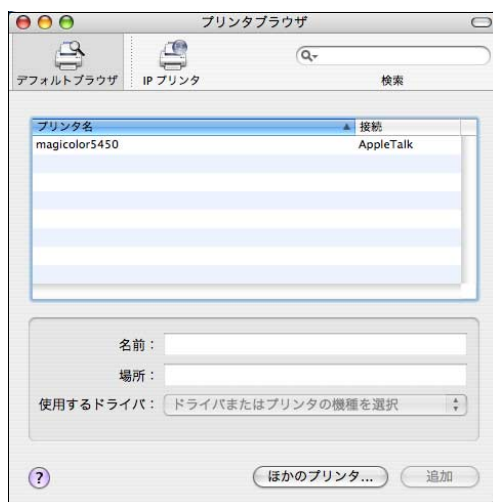 プリンタブラウザ
デフォルトブラウザ IP プリンタ 検索
プリンタ名 接続
magicolor5450 AppleTalk
名前：
場所：
使用するドライバ： ドライバまたはプリンタの機種を選択
? ほかのプリンタ... 追加